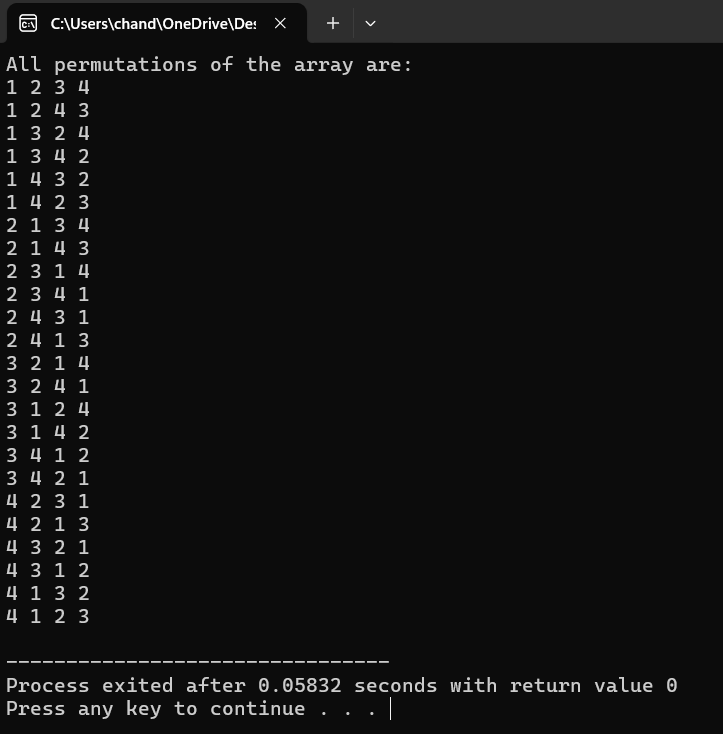 C:\Users\chand\OneDrive\Des
All permutations of the array are:
1 2 3 4
1 2 4 3
1 3 2 4
1 3 4 2
1 4 3 2
1 4 2 3
2 1 3 4
2 1 4 3
2 3 1 4
2 3 4 1
2 4 3 1
2 4 1 3
3 2 1 4
3 2 4 1
3 1 2 4
3 1 4 2
3 4 1 2
3 4 2 1
4 2 3 1
4 2 1 3
4 3 2 1
4 3 1 2
4 1 3 2
4 1 2 3
--------------------------------
Process exited after 0.05832 seconds with return value 0
Press any key to continue . . .